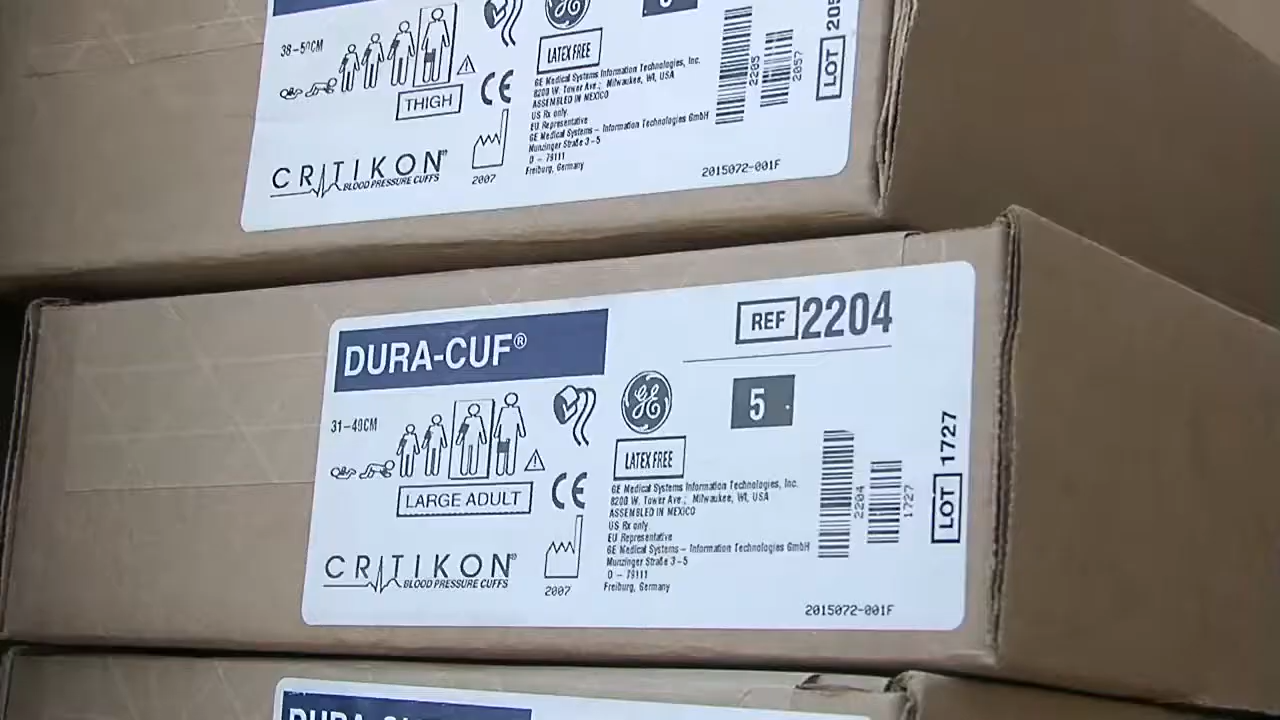 38-50CM
THIGH
LATEX FREE
GE Medical Systems Information Technologies, Inc.
8200 W. Tower Ave.; Milwaukee, WI, USA
ASSEMBLED IN MEXICO
US Rx only
EU Representative
GE Medical Systems – Information Technologies GmbH
Munzinger Straße 3-5
D – 79111
Freiburg, Germany
CRITIKON®
BLOOD PRESSURE CUFFS
2007
2205
2057
LOT
2015072-001F
DURA-CUF®
REF 2204
31-40CM
GE
5
LARGE ADULT
LATEX FREE
GE Medical Systems Information Technologies, Inc.
8200 W. Tower Ave.; Milwaukee, WI, USA
ASSEMBLED IN MEXICO
US Rx only
EU Representative
GE Medical Systems – Information Technologies GmbH
Munzinger Straße 3-5
D – 79111
Freiburg, Germany
CRITIKON®
BLOOD PRESSURE CUFFS
2007
2204
1727
LOT 1727
2015072-001F